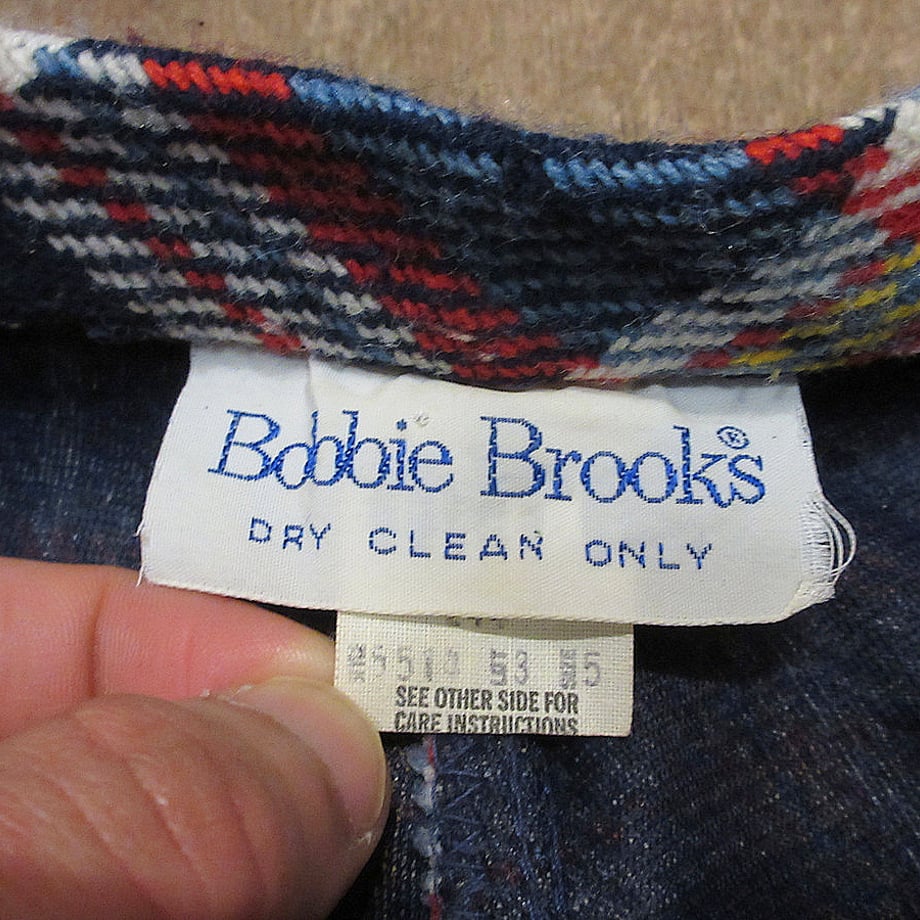 Bobbie Brooks®
DRY CLEAN ONLY
SEE OTHER SIDE FOR
CARE INSTRUCTIONS